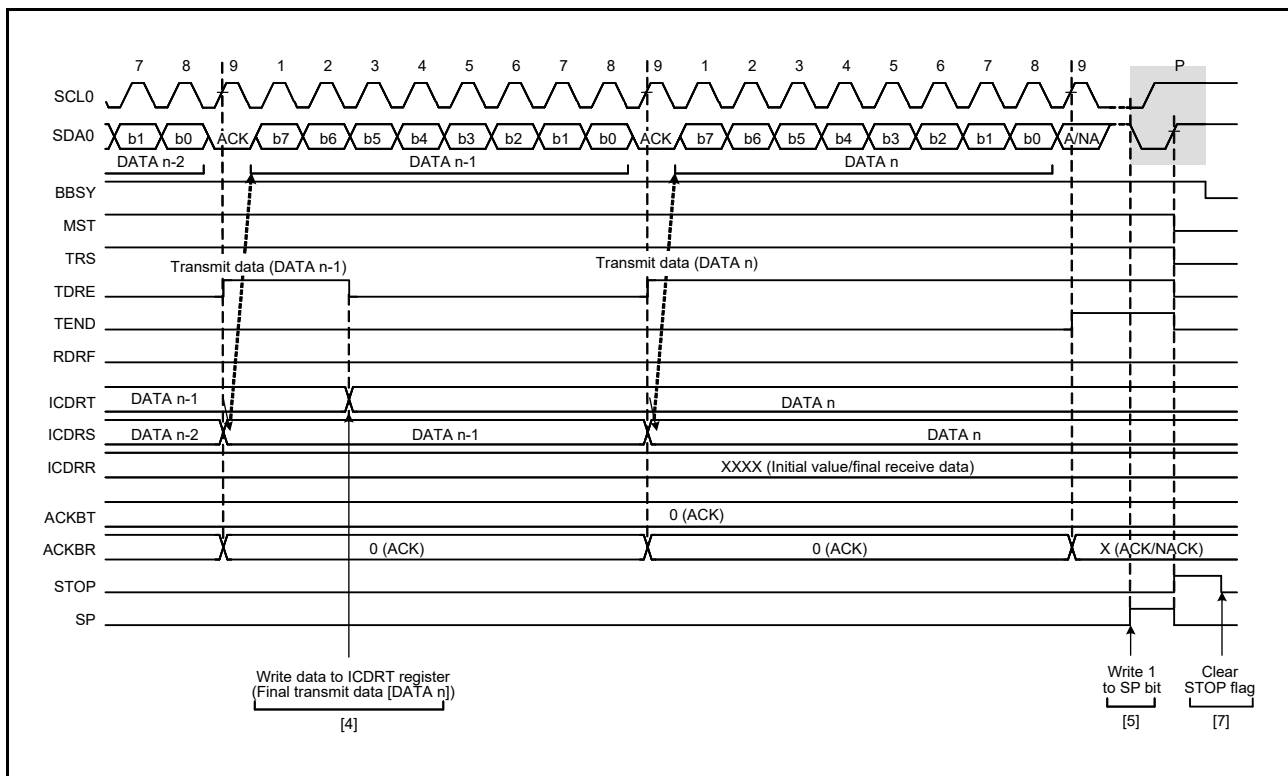 7 8 9 1 2 3 4 5 6 7 8 9 1 2 3 4 5 6 7 8 9 P
SCL0
SDA0 b1 b0 ACK b7 b6 b5 b4 b3 b2 b1 b0 ACK b7 b6 b5 b4 b3 b2 b1 b0 A/NA
DATA n-2 DATA n-1 DATA n
BBSY
MST
TRS
Transmit data (DATA n-1) Transmit data (DATA n)
TDRE
TEND
RDRF
ICDRT DATA n-1 DATA n
ICDRS DATA n-2 DATA n-1 DATA n
ICDRR XXXX (Initial value/final receive data)
ACKBT 0 (ACK)
ACKBR 0 (ACK) 0 (ACK) X (ACK/NACK)
STOP
SP
Write data to ICDRT register
(Final transmit data [DATA n])
[4]
Write 1
to SP bit
[5]
Clear
STOP flag
[7]